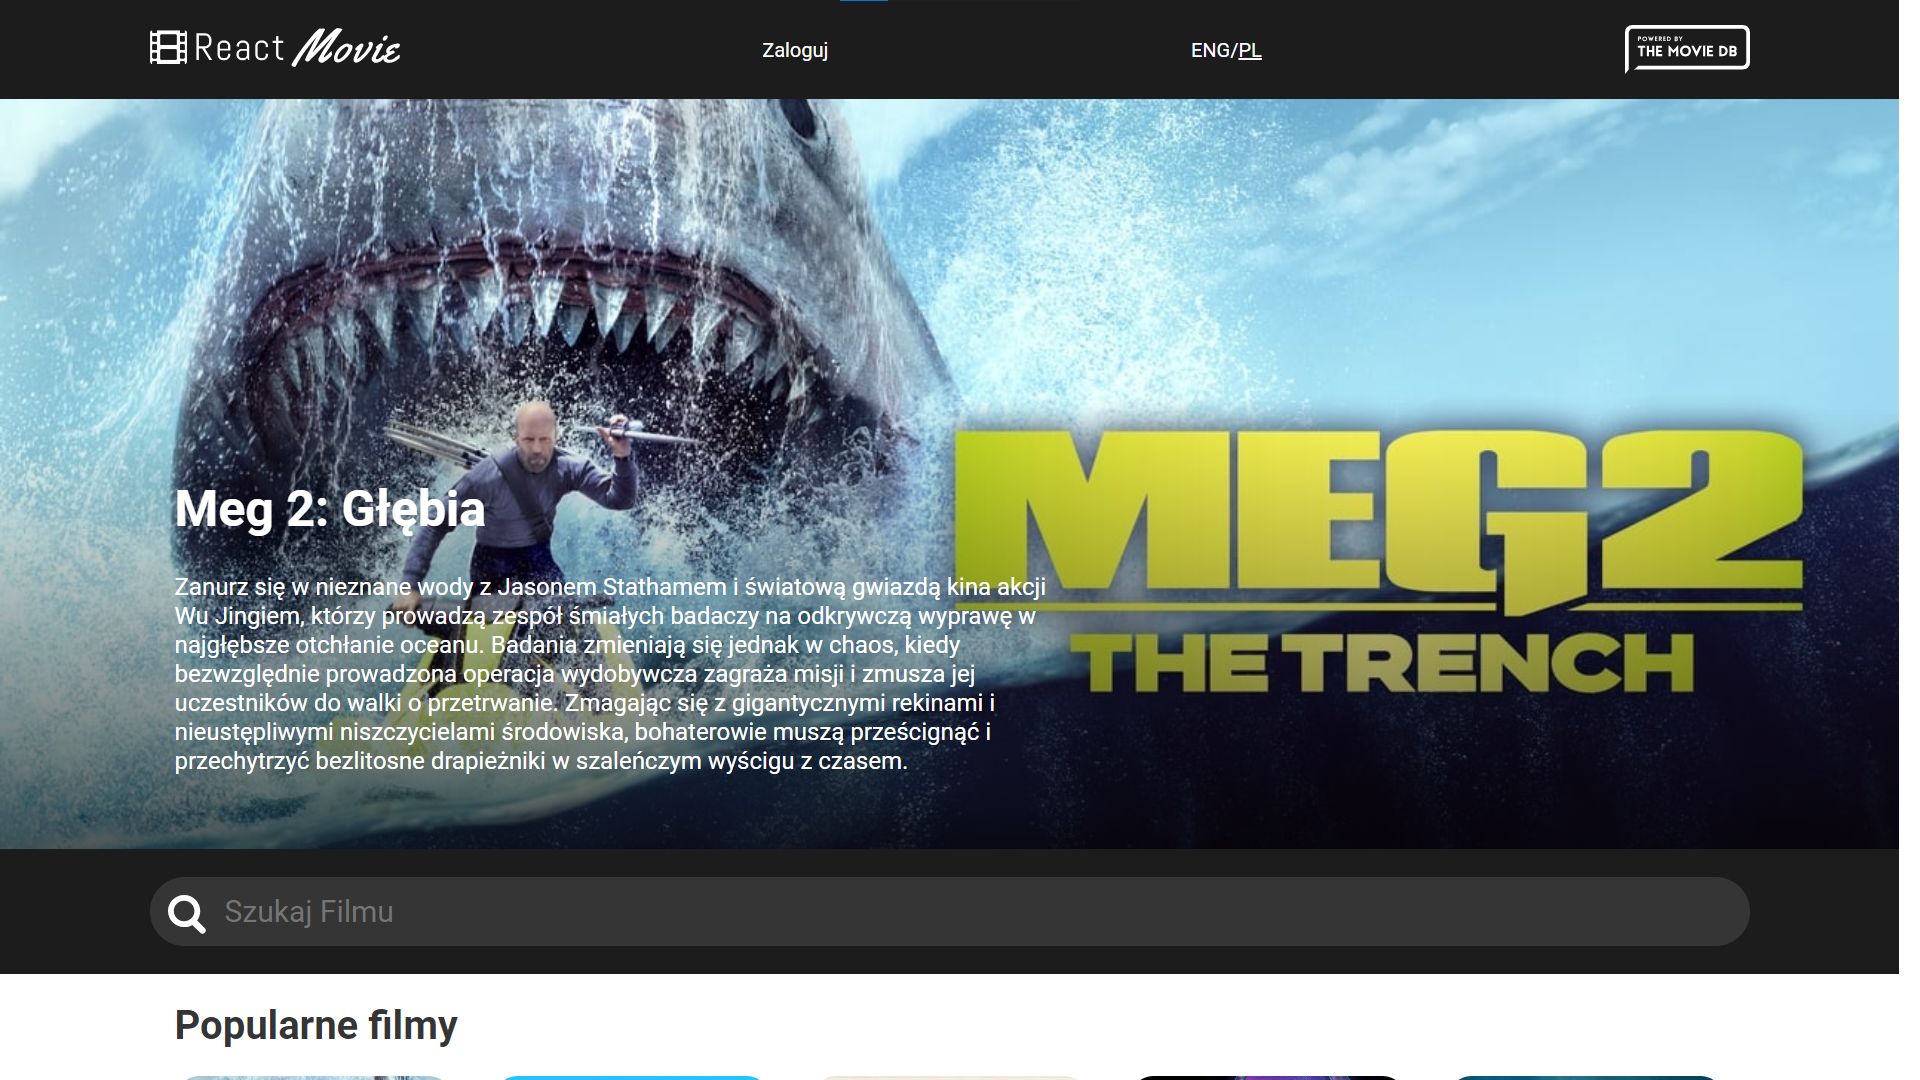 React Movie
Zaloguj
ENG/PL
POWERED BY
THE MOVIE DB
MEG2
THE TRENCH
Meg 2: Głębia
Zanurz się w nieznane wody z Jasonem Stathamem i światową gwiazdą kina akcji
Wu Jingiem, którzy prowadzą zespół śmiałych badaczy na odkrywczą wyprawę w
najgłębsze otchłanie oceanu. Badania zmieniają się jednak w chaos, kiedy
bezwzględnie prowadzona operacja wydobywcza zagraża misji i zmusza jej
uczestników do walki o przetrwanie. Zmagając się z gigantycznymi rekinami i
nieustępliwymi niszczycielami środowiska, bohaterowie muszą prześcignąć i
przechytrzyć bezlitosne drapieżniki w szaleńczym wyścigu z czasem.
Szukaj Filmu
Popularne filmy